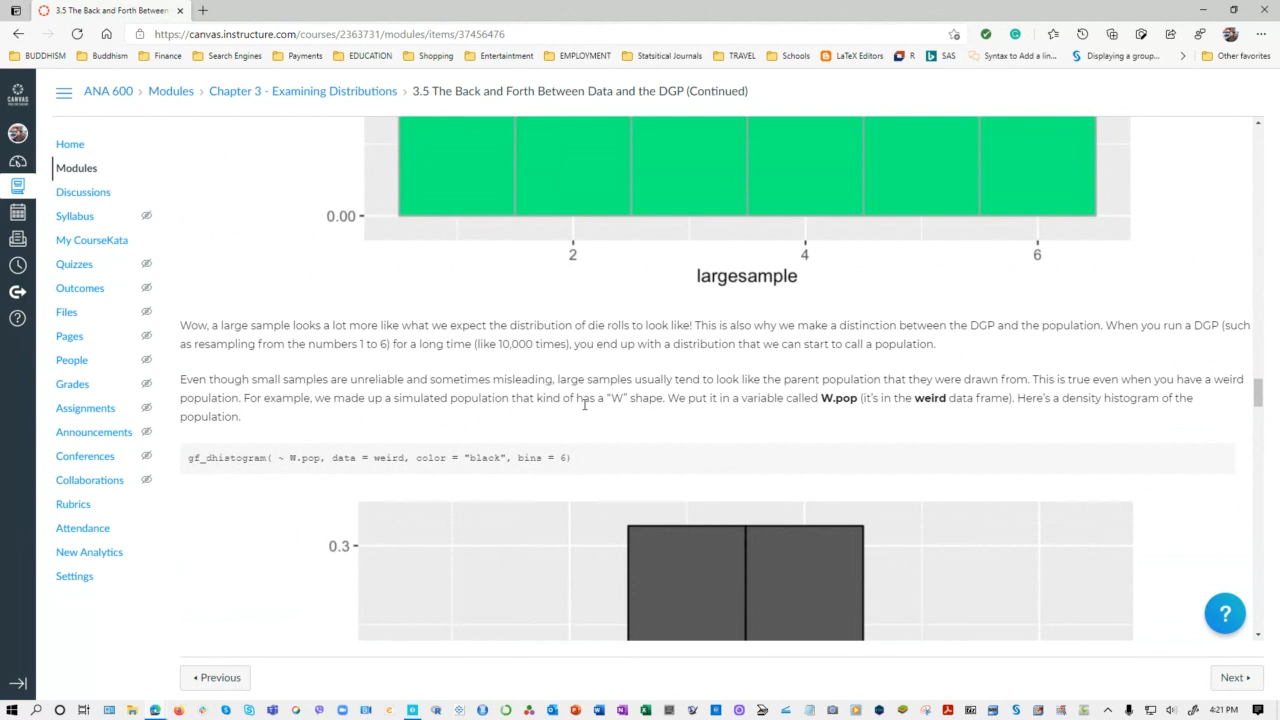 3.5 The Back and Forth Between
https://canvas.instructure.com/courses/2363731/modules/items/37456476
BUDDHISM Buddhism Finance Search Engines Payments EDUCATION Shopping Entertaintment EMPLOYMENT Statsitical Journals TRAVEL Schools LaTeX Editors R SAS Syntax to Add a lin... Displaying a group... Other favorites
CANVAS
ANA 600 › Modules › Chapter 3 - Examining Distributions › 3.5 The Back and Forth Between Data and the DGP (Continued)
Home
Modules
Discussions
Syllabus
My CourseKata
Quizzes
Outcomes
Files
Pages
People
Grades
Assignments
Announcements
Conferences
Collaborations
Rubrics
Attendance
New Analytics
Settings
0.00
2 4 6
largesample
Wow, a large sample looks a lot more like what we expect the distribution of die rolls to look like! This is also why we make a distinction between the DGP and the population. When you run a DGP (such
as resampling from the numbers 1 to 6) for a long time (like 10,000 times), you end up with a distribution that we can start to call a population.
Even though small samples are unreliable and sometimes misleading, large samples usually tend to look like the parent population that they were drawn from. This is true even when you have a weird
population. For example, we made up a simulated population that kind of has a “W” shape. We put it in a variable called W.pop (it’s in the weird data frame). Here’s a density histogram of the
population.
gf_dhistogram( ~ W.pop, data = weird, color = "black", bins = 6)
0.3
?
Previous
Next
4:21 PM